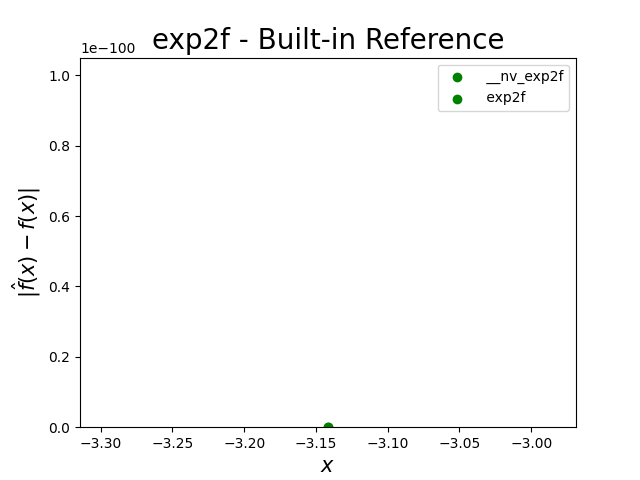 exp2f - Built-in Reference
1e−100
1.0
0.8
0.6
0.4
0.2
0.0
|f̂(x) − f(x)|
__nv_exp2f
exp2f
−3.30 −3.25 −3.20 −3.15 −3.10 −3.05 −3.00
x